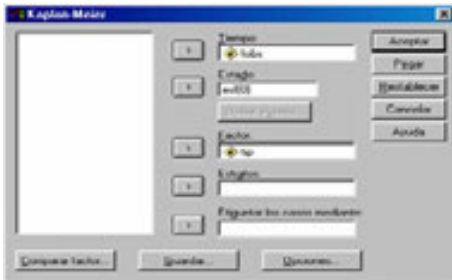 Kaplan-Meier
Tiempo:
Aceptar
Pegar
Estado:
Restablecer
Cancelar
Factor:
Ayuda
Estratos:
Etiquetar los casos mediante:
Comparar factor...
Guardar...
Opciones...